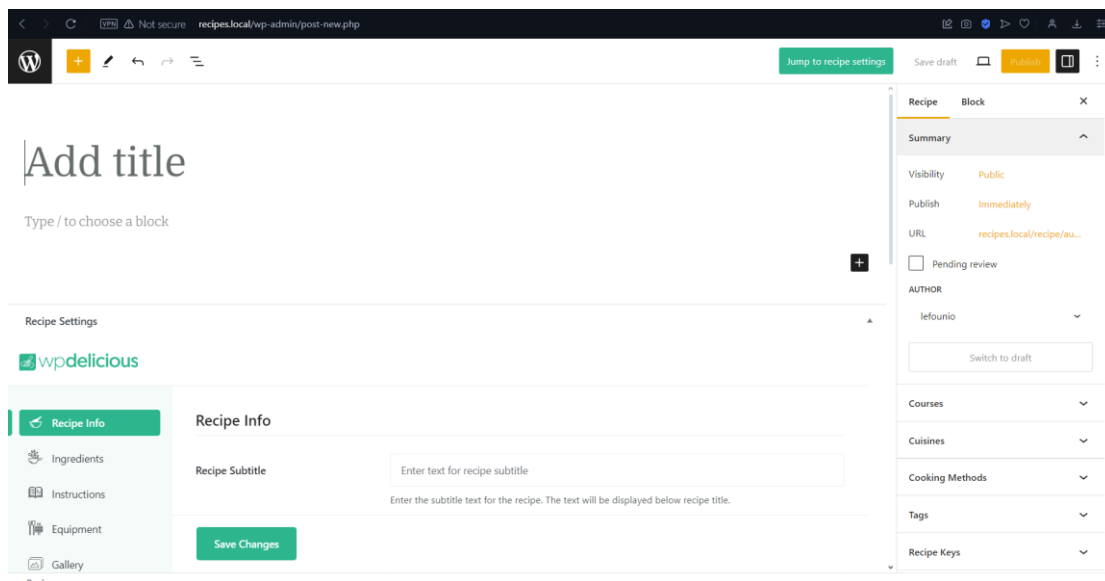 VPN Not secure recipes.local/wp-admin/post-new.php
Jump to recipe settings Save draft Publish
Add title
Type / to choose a block
Recipe Settings
wpdelicious
Recipe Info
Ingredients
Instructions
Equipment
Gallery
Recipe Info
Recipe Subtitle Enter text for recipe subtitle
Enter the subtitle text for the recipe. The text will be displayed below recipe title.
Save Changes
Recipe Block
Summary
Visibility Public
Publish Immediately
URL recipes.local/recipe/au...
Pending review
AUTHOR
lefounio
Switch to draft
Courses
Cuisines
Cooking Methods
Tags
Recipe Keys